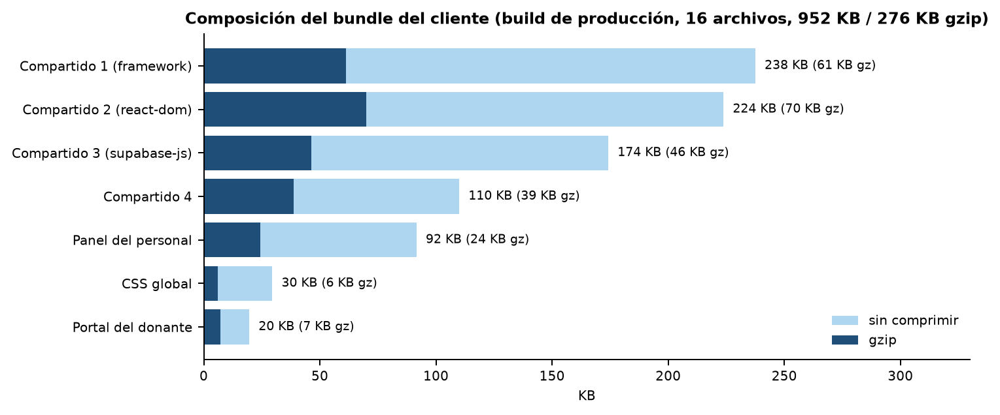 Composición del bundle del cliente (build de producción, 16 archivos, 952 KB / 276 KB gzip)
Compartido 1 (framework)
238 KB (61 KB gz)
Compartido 2 (react-dom)
224 KB (70 KB gz)
Compartido 3 (supabase-js)
174 KB (46 KB gz)
Compartido 4
110 KB (39 KB gz)
Panel del personal
92 KB (24 KB gz)
CSS global
30 KB (6 KB gz)
Portal del donante
20 KB (7 KB gz)
sin comprimir
gzip
0 50 100 150 200 250 300
KB